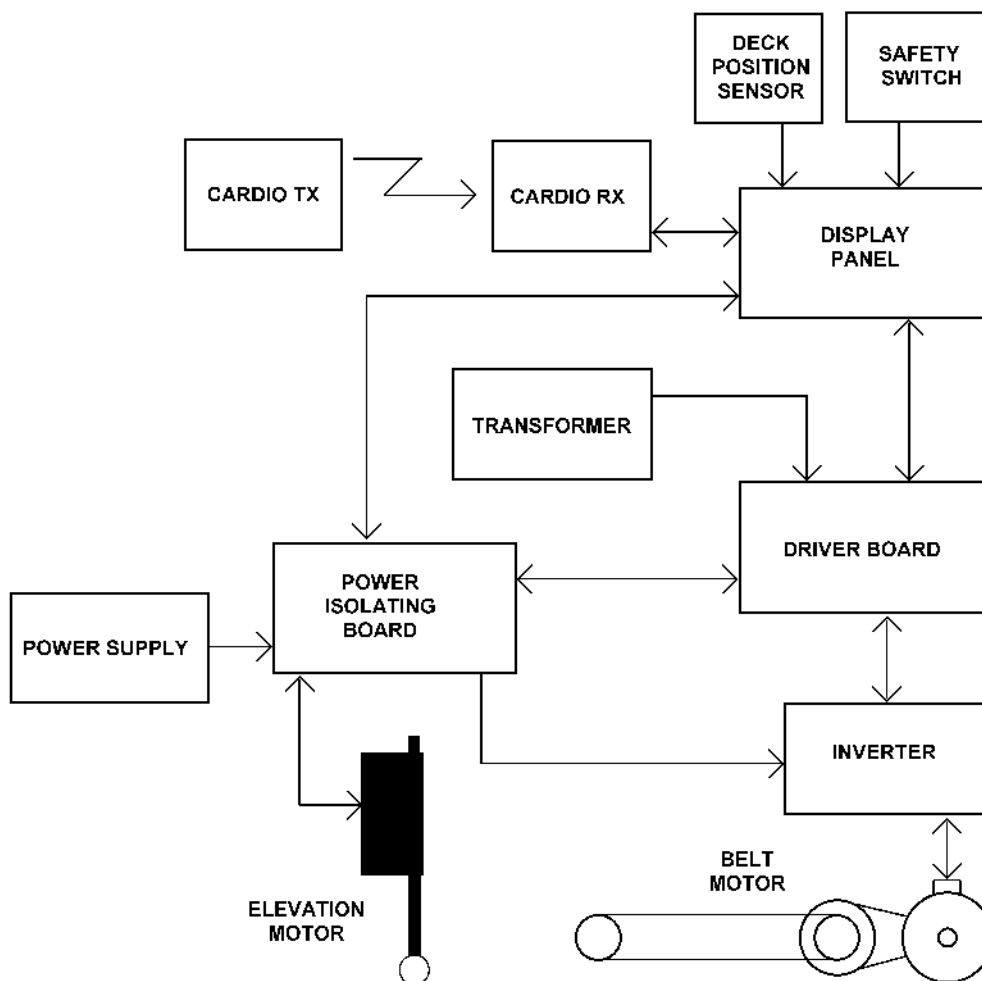 DECK
POSITION
SENSOR
SAFETY
SWITCH
CARDIO TX
CARDIO RX
DISPLAY
PANEL
TRANSFORMER
DRIVER BOARD
POWER
ISOLATING
BOARD
POWER SUPPLY
INVERTER
BELT
MOTOR
ELEVATION
MOTOR